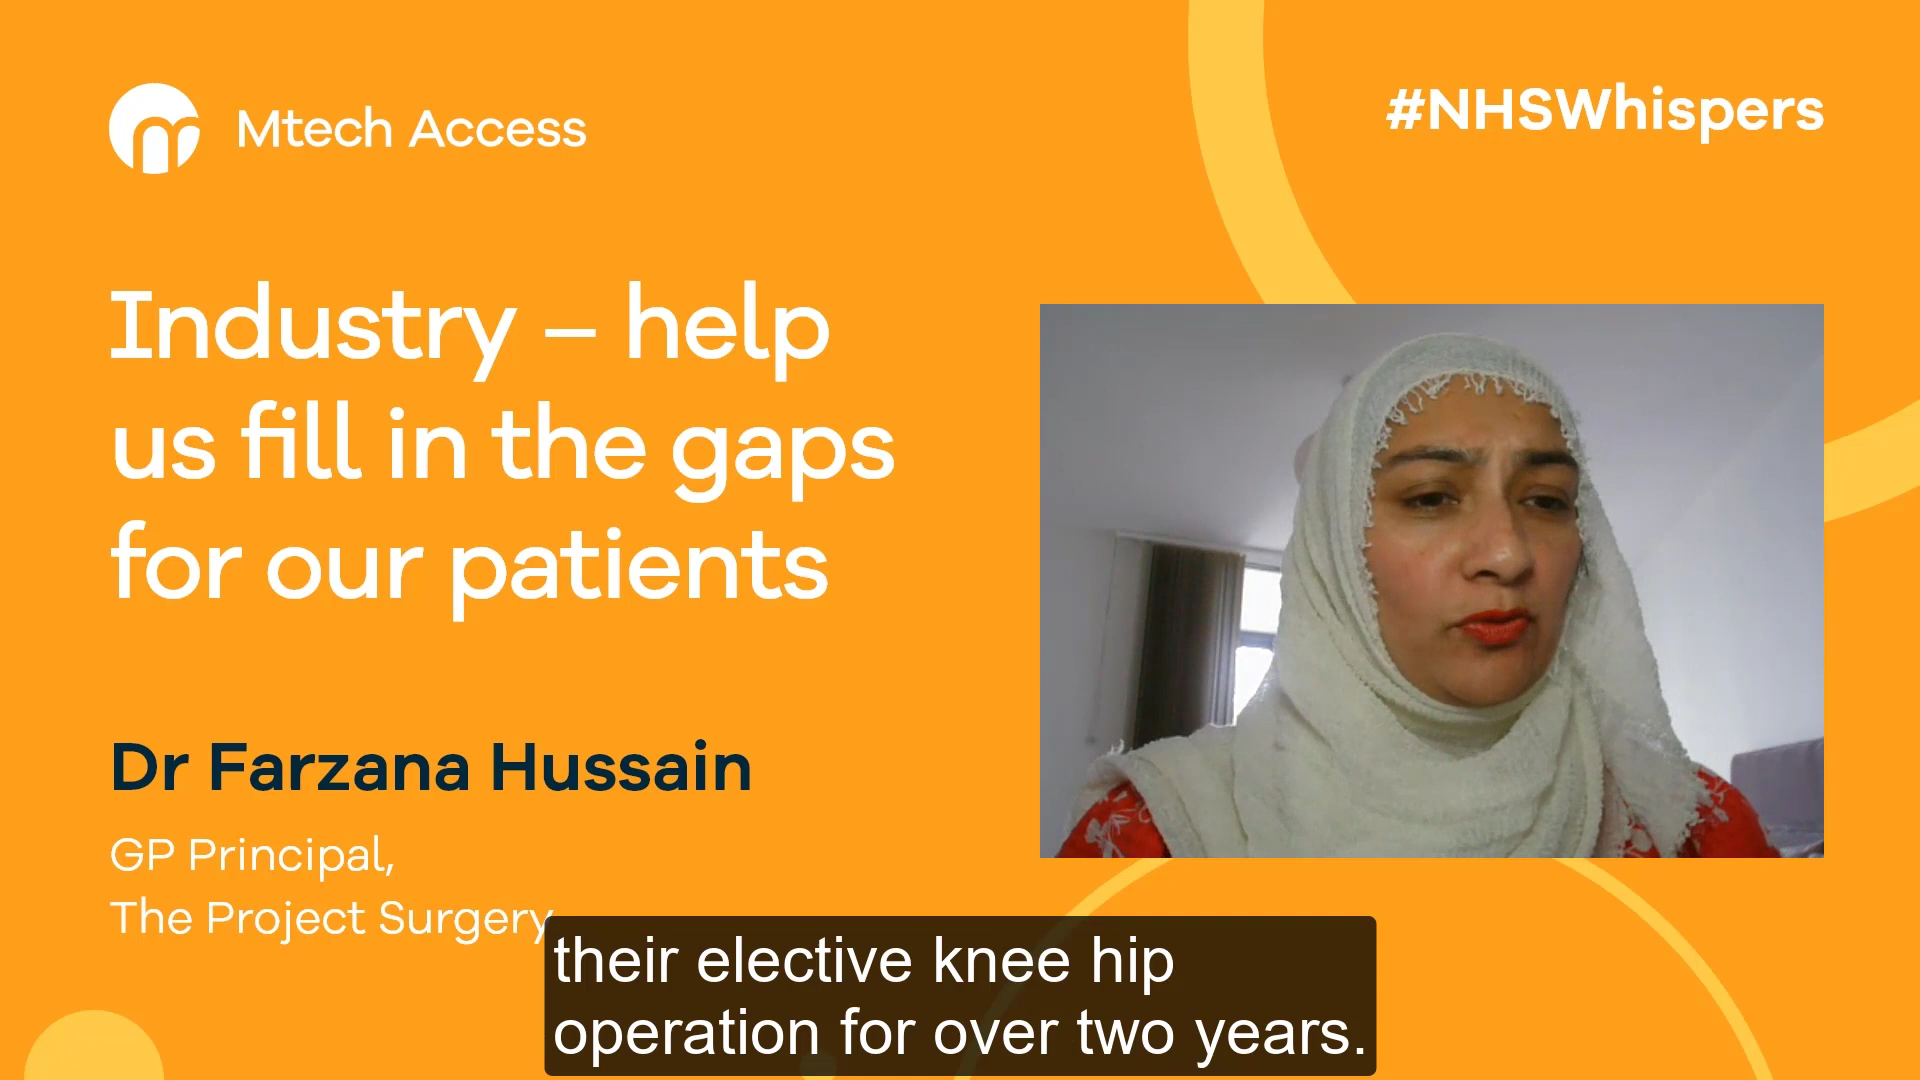 Mtech Access
#NHSWhispers
Industry – help
us fill in the gaps
for our patients
Dr Farzana Hussain
GP Principal,
The Project Surgery
their elective knee hip
operation for over two years.